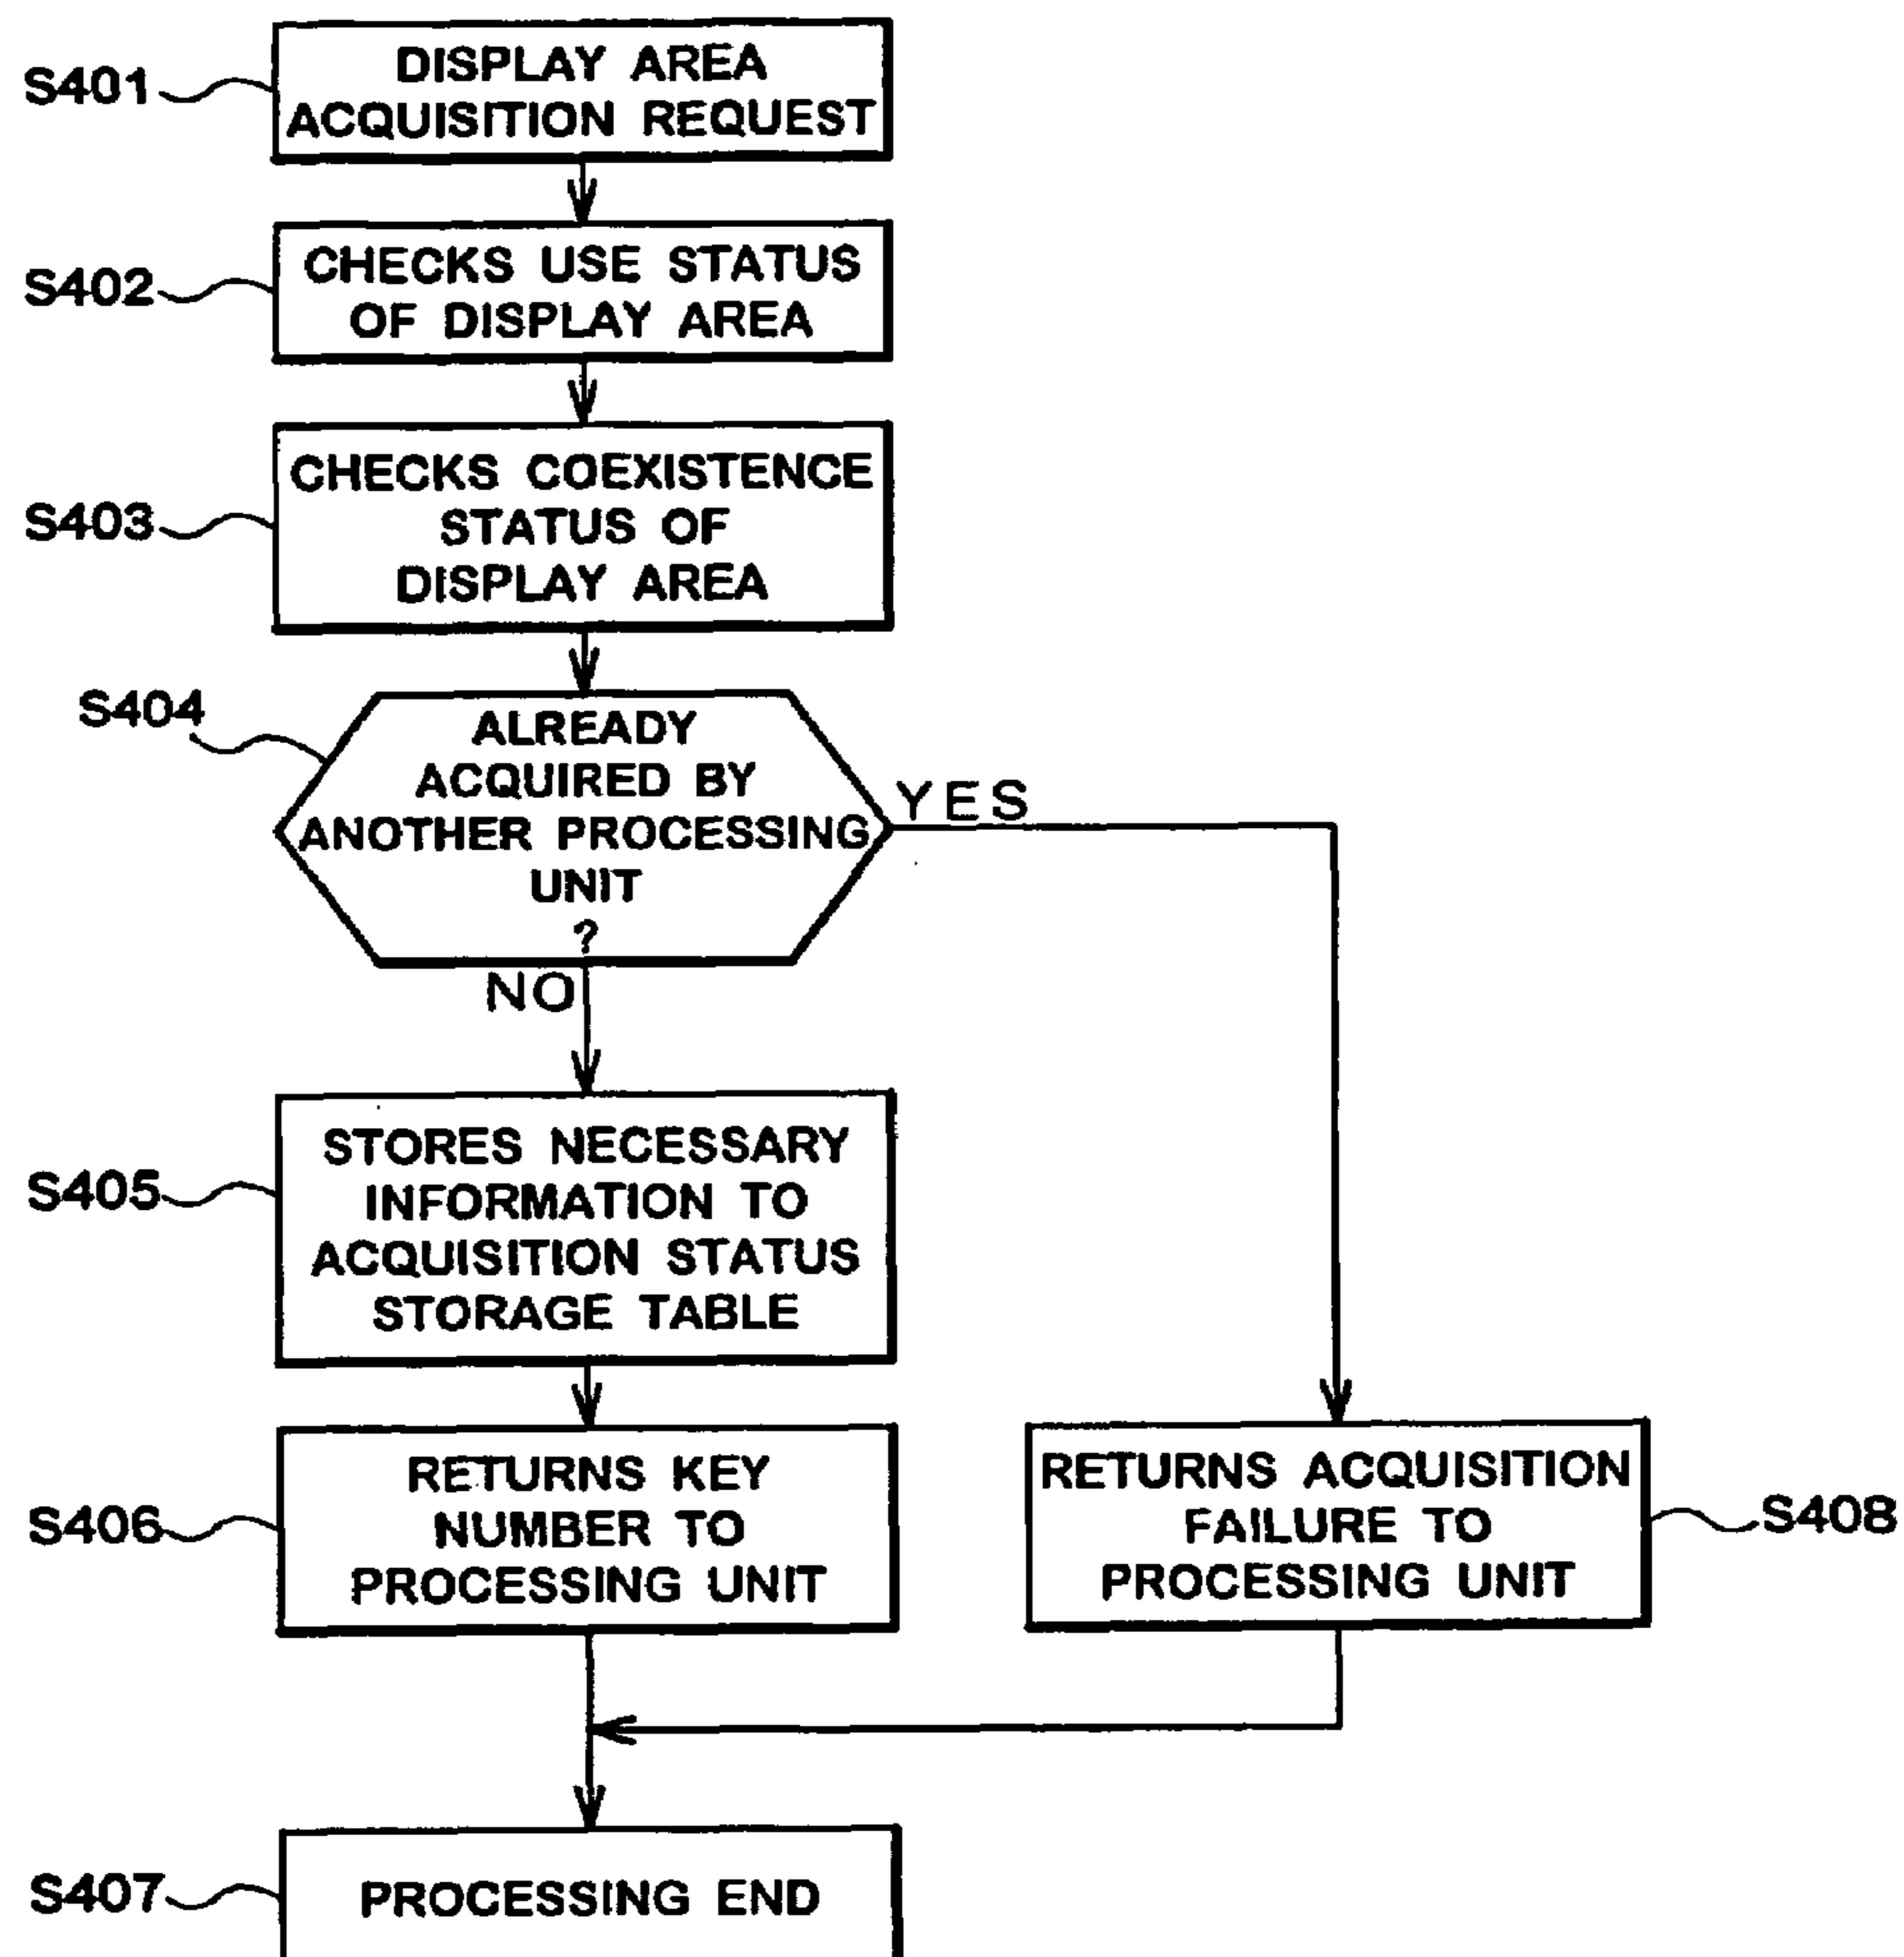 S401
DISPLAY AREA
ACQUISITION REQUEST
S402
CHECKS USE STATUS
OF DISPLAY AREA
S403
CHECKS COEXISTENCE
STATUS OF
DISPLAY AREA
S404
ALREADY
ACQUIRED BY
ANOTHER PROCESSING
UNIT
?
YES
NO
S405
STORES NECESSARY
INFORMATION TO
ACQUISITION STATUS
STORAGE TABLE
S406
RETURNS KEY
NUMBER TO
PROCESSING UNIT
RETURNS ACQUISITION
FAILURE TO
PROCESSING UNIT
S408
S407
PROCESSING END